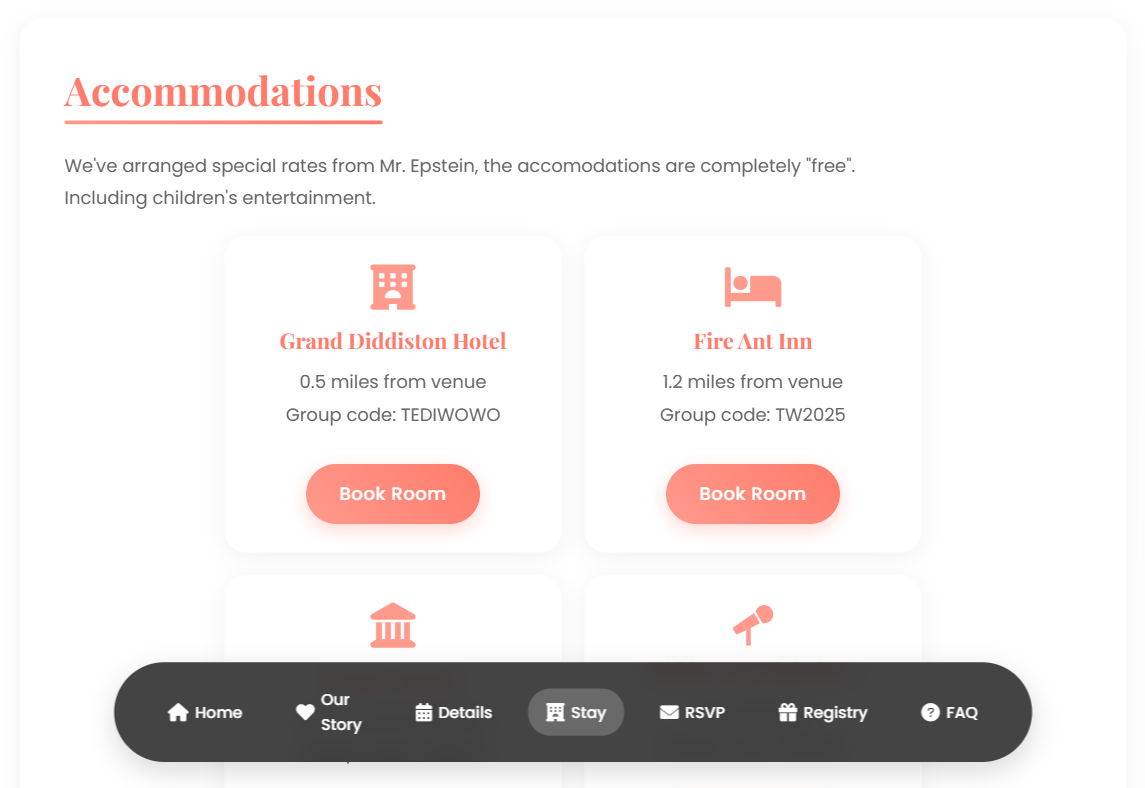 Accommodations
We've arranged special rates from Mr. Epstein, the accomodations are completely "free".
Including children's entertainment.
Grand Diddiston Hotel
0.5 miles from venue
Group code: TEDIWOWO
Book Room
Fire Ant Inn
1.2 miles from venue
Group code: TW2025
Book Room
Home
Our
Story
Details
Stay
RSVP
Registry
FAQ